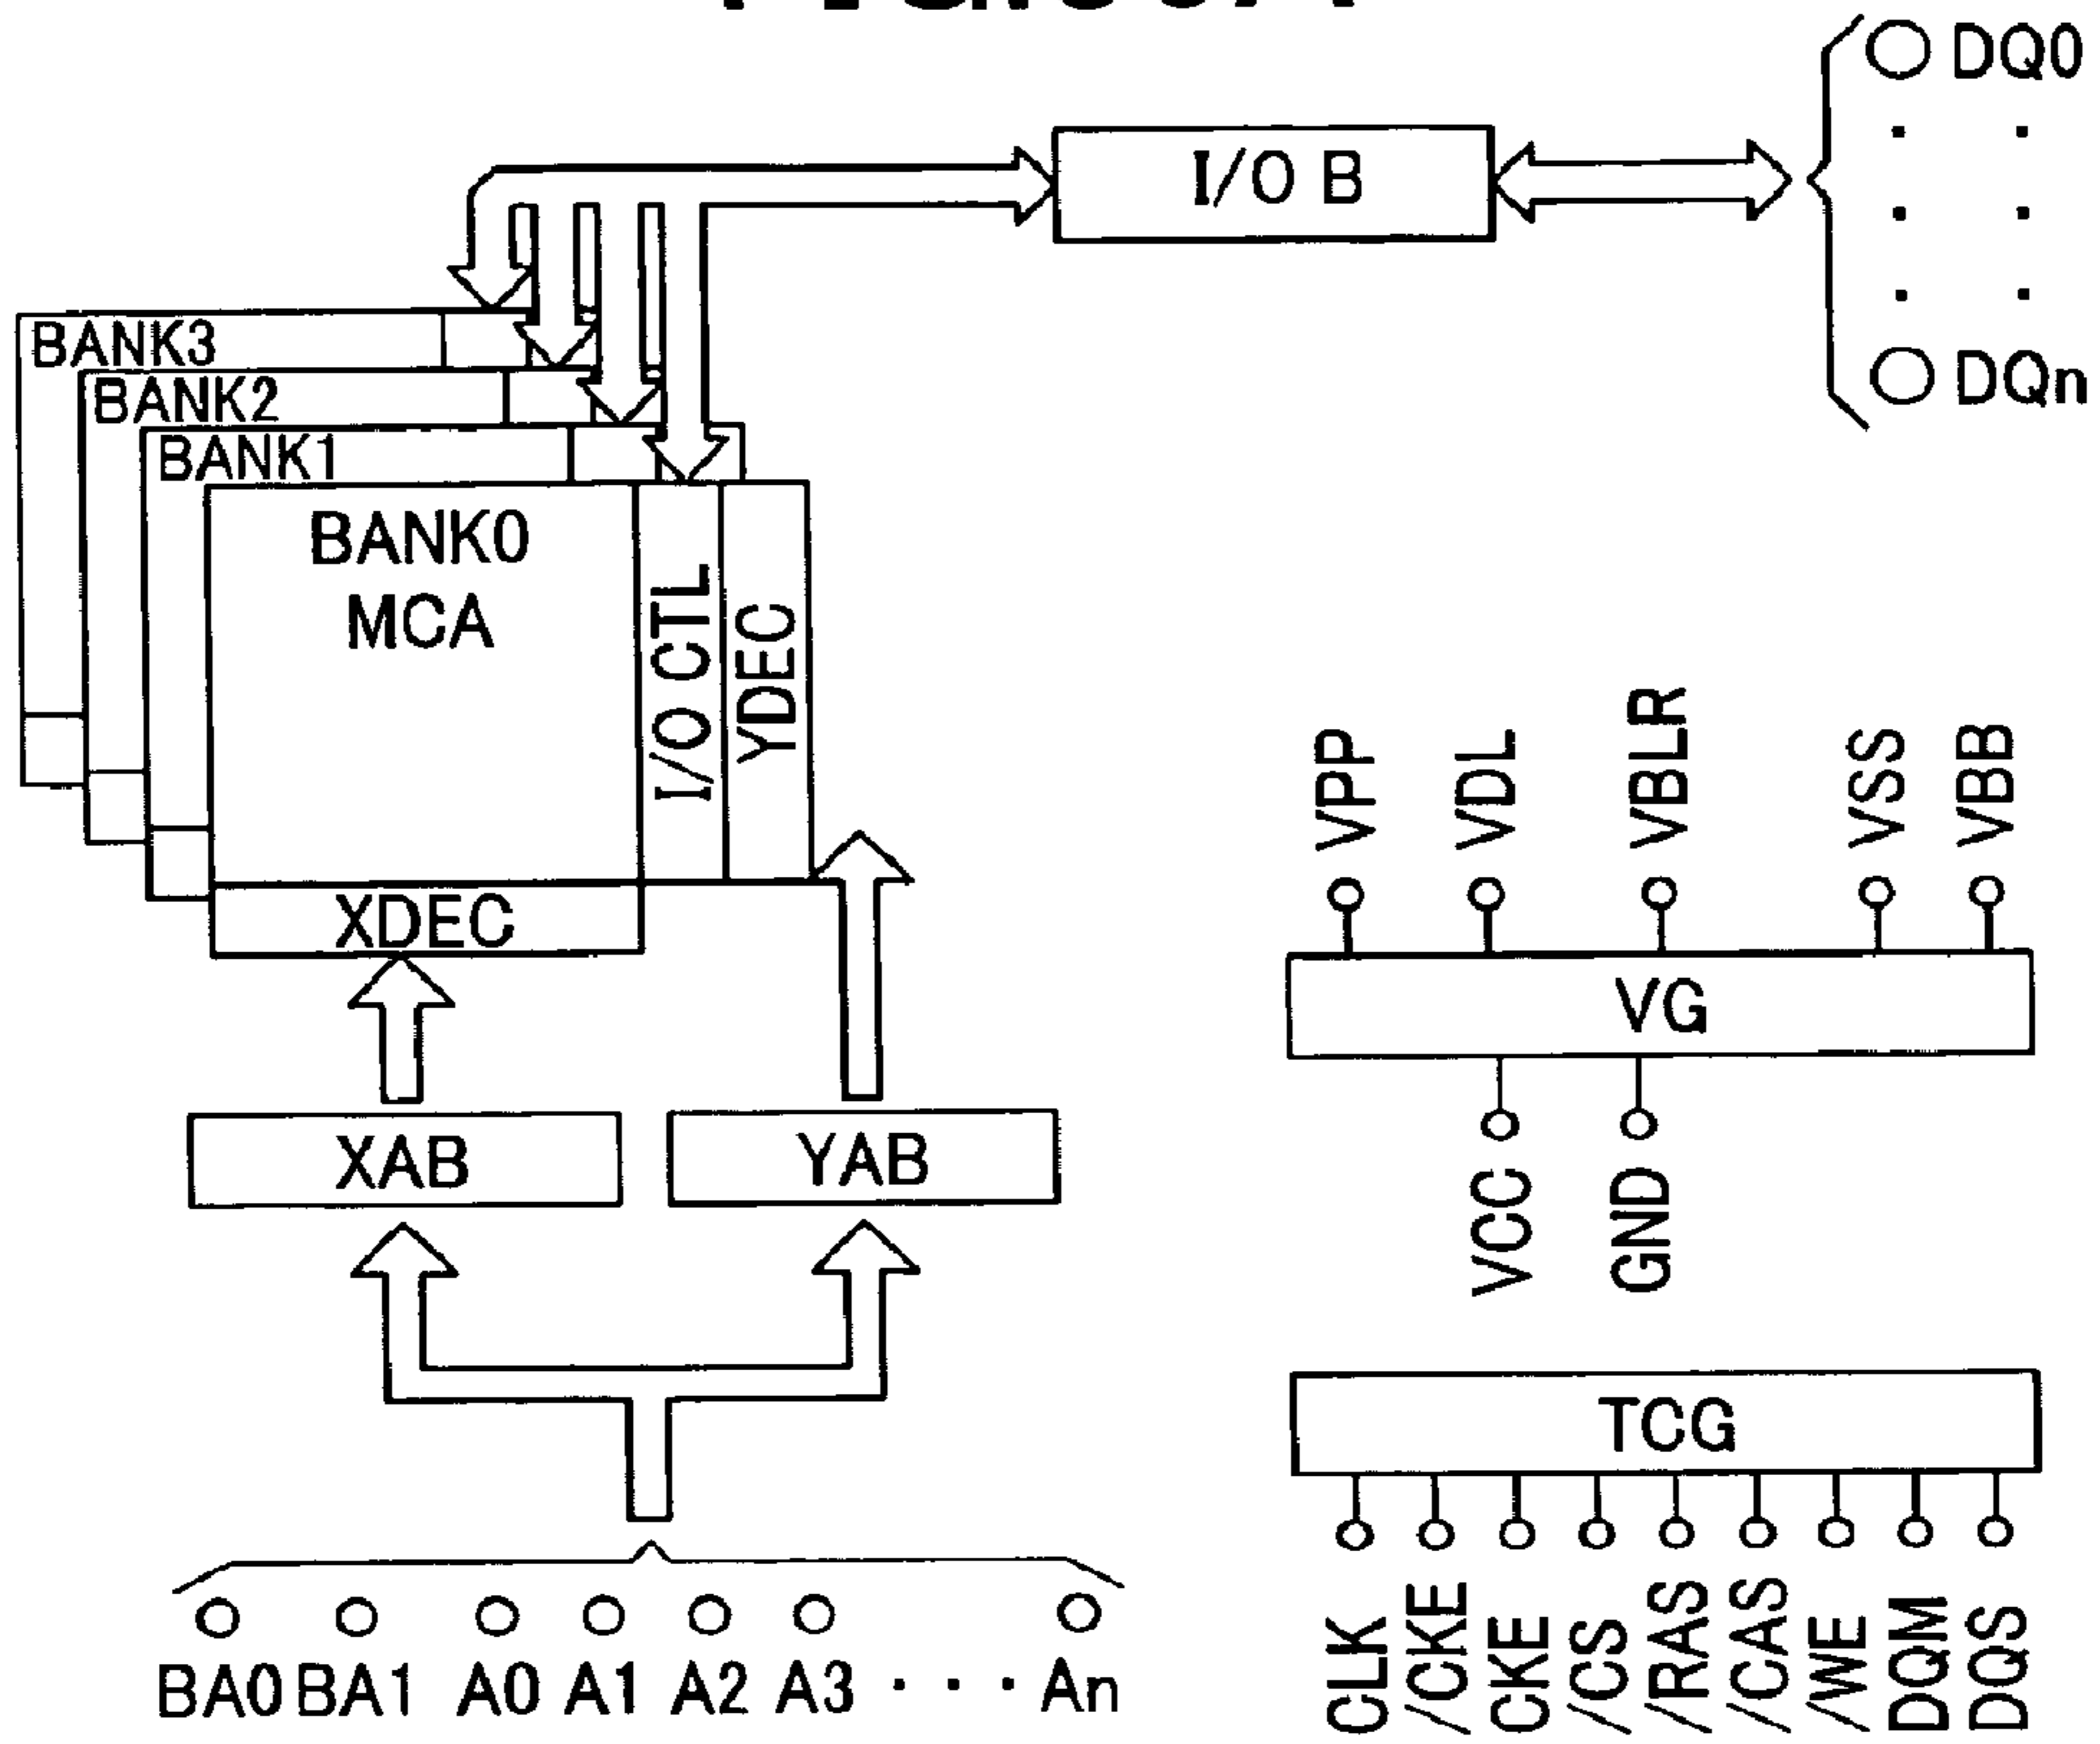 DQ0
I/O B
DQn
BANK3
BANK2
BANK1
BANK0
MCA
I/O CTL
YDEC
XDEC
XAB
YAB
BA0 BA1 A0 A1 A2 A3 · · · An
VPP
VDL
VBLR
VSS
VBB
VG
VCC
GND
TCG
CLK
/CKE
CKE
/CS
/RAS
/CAS
/WE
DQM
DQS